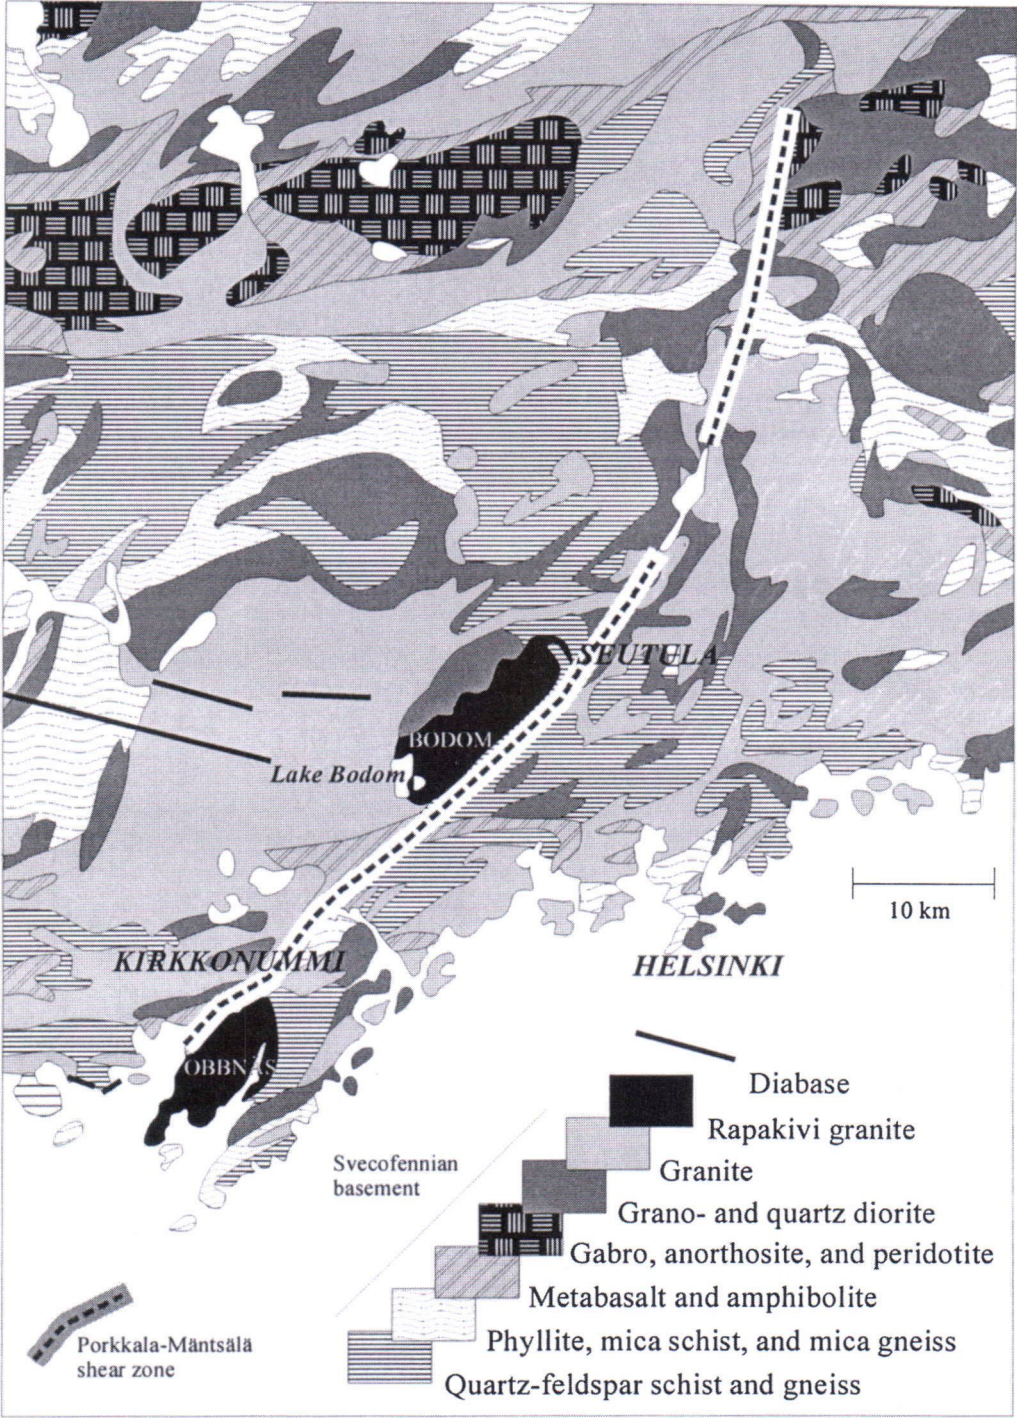 SEUTULA
BODOM
Lake Bodom
10 km
KIRKKONUMMI
HELSINKI
OBBNÄS
Diabase
Rapakivi granite
Svecofennian
basement
Granite
Grano- and quartz diorite
Gabro, anorthosite, and peridotite
Metabasalt and amphibolite
Porkkala-Mäntsälä
shear zone
Phyllite, mica schist, and mica gneiss
Quartz-feldspar schist and gneiss